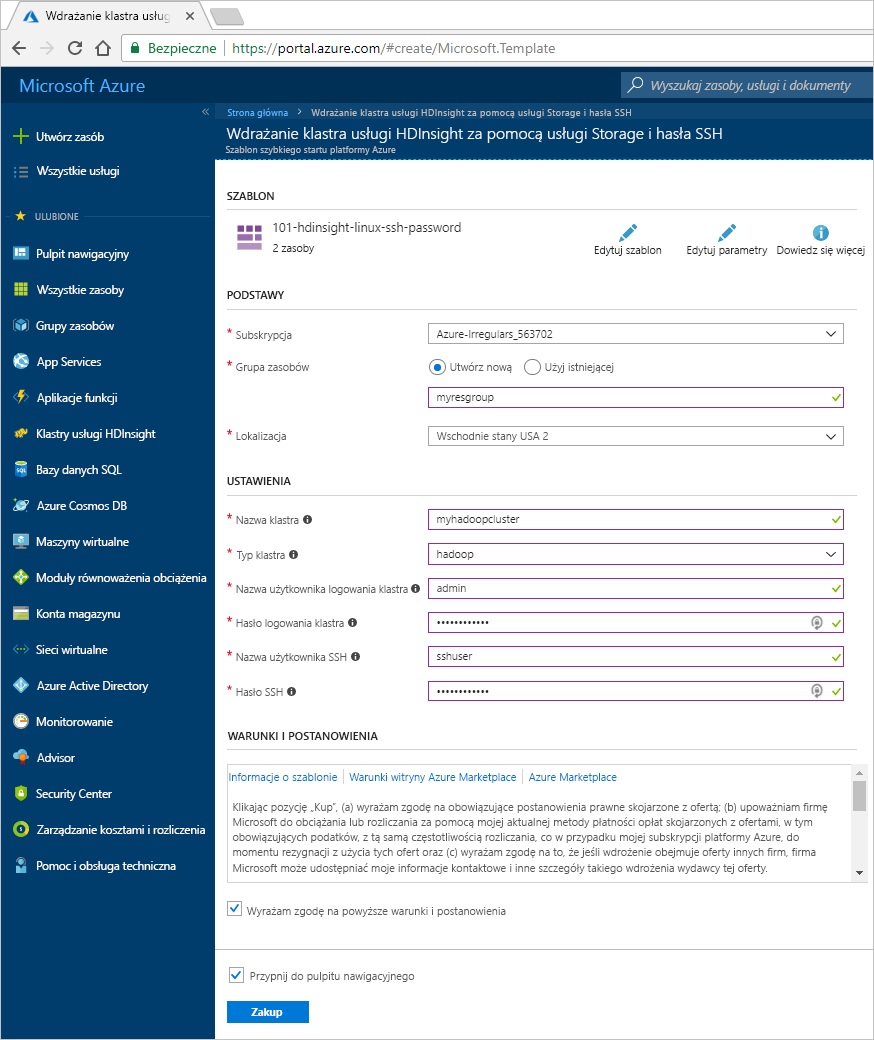 Wdrażanie klastra usług
Bezpieczne
https://portal.azure.com/#create/Microsoft.Template
Microsoft Azure
Wyszukaj zasoby, usługi i dokumenty
Utwórz zasób
Wszystkie usługi
ULUBIONE
Pulpit nawigacyjny
Wszystkie zasoby
Grupy zasobów
App Services
Aplikacje funkcji
Klastry usługi HDInsight
Bazy danych SQL
Azure Cosmos DB
Maszyny wirtualne
Moduły równoważenia obciążenia
Konta magazynu
Sieci wirtualne
Azure Active Directory
Monitorowanie
Advisor
Security Center
Zarządzanie kosztami i rozliczenia
Pomoc i obsługa techniczna
Strona główna > Wdrażanie klastra usługi HDInsight za pomocą usługi Storage i hasła SSH
Wdrażanie klastra usługi HDInsight za pomocą usługi Storage i hasła SSH
Szablon szybkiego startu platformy Azure
SZABLON
101-hdinsight-linux-ssh-password
2 zasoby
Edytuj szablon
Edytuj parametry
Dowiedz się więcej
PODSTAWY
* Subskrypcja
Azure-Irregulars_563702
* Grupa zasobów
Utwórz nową
Użyj istniejącej
myresgroup
* Lokalizacja
Wschodnie stany USA 2
USTAWIENIA
* Nazwa klastra
myhadoopcluster
* Typ klastra
hadoop
* Nazwa użytkownika logowania klastra
admin
* Hasło logowania klastra
••••••••••••
* Nazwa użytkownika SSH
sshuser
* Hasło SSH
••••••••••••
WARUNKI I POSTANOWIENIA
Informacje o szablonie | Warunki witryny Azure Marketplace | Azure Marketplace
Klikając pozycję „Kup”, (a) wyrażam zgodę na obowiązujące postanowienia prawne skojarzone z ofertą; (b) upoważniam firmę
Microsoft do obciążania lub rozliczania za pomocą mojej aktualnej metody płatności opłat skojarzonych z ofertami, w tym
obowiązujących podatków, z tą samą częstotliwością rozliczania, co w przypadku mojej subskrypcji platformy Azure, do
momentu rezygnacji z użycia tych ofert oraz (c) wyrażam zgodę na to, że jeśli wdrożenie obejmuje oferty innych firm, firma
Microsoft może udostępniać moje informacje kontaktowe i inne szczegóły takiego wdrożenia wydawcy tej oferty.
Wyrażam zgodę na powyższe warunki i postanowienia
Przypnij do pulpitu nawigacyjnego
Zakup